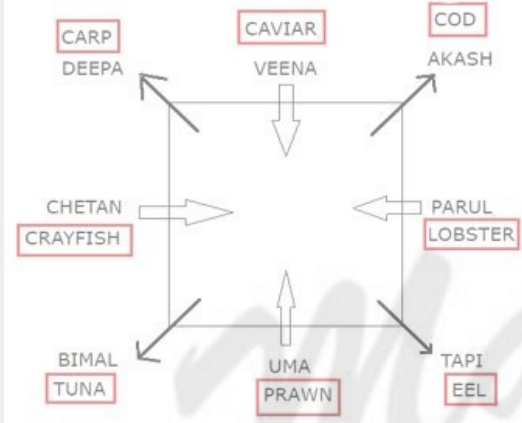 CARP
DEEPA
CAVIAR
VEENA
COD
AKASH
CHETAN
CRAYFISH
PARUL
LOBSTER
BIMAL
TUNA
UMA
PRAWN
TAPI
EEL